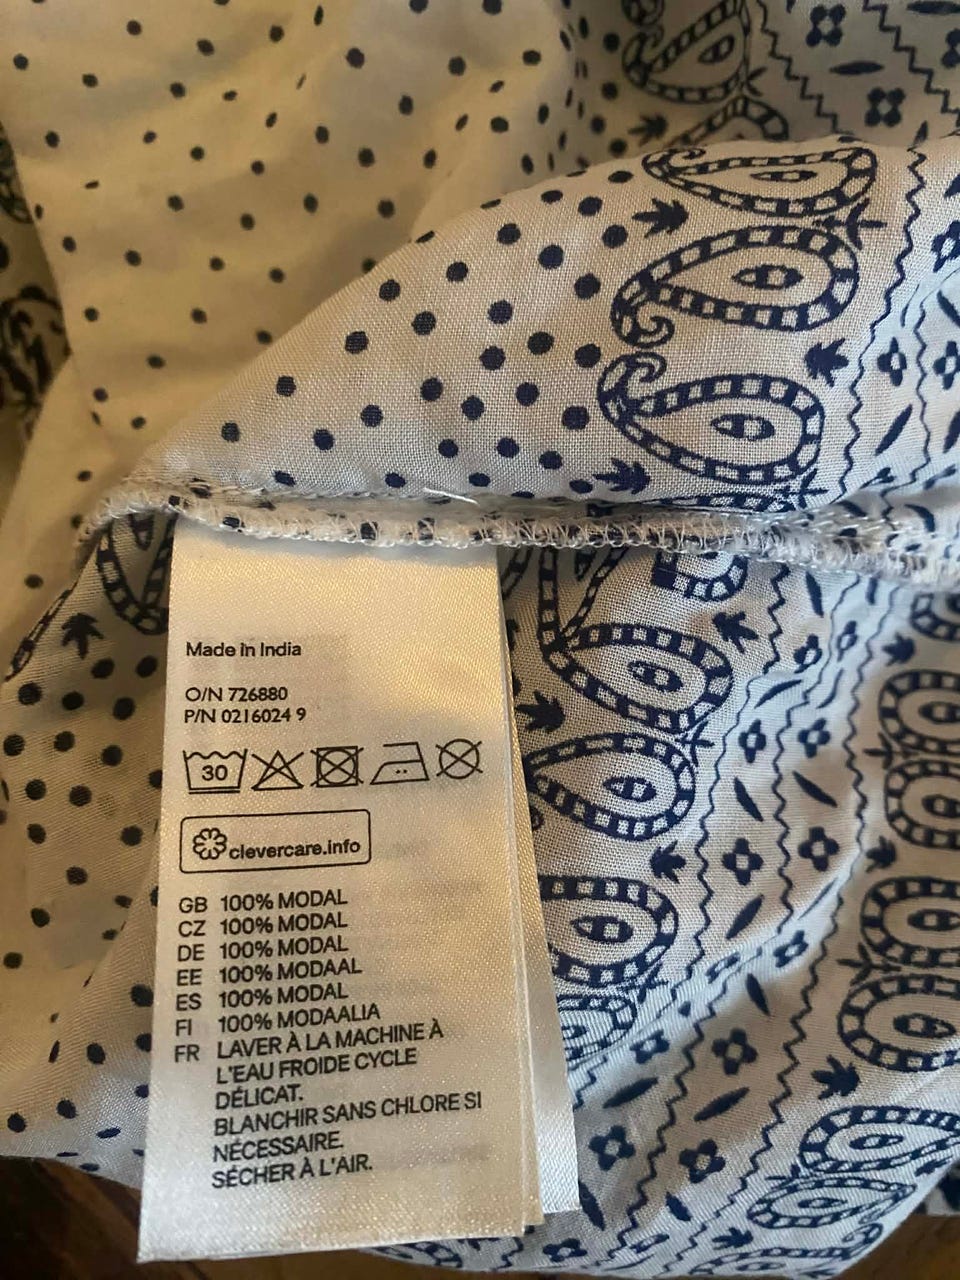 Made in India
O/N 726880
P/N 0216024 9
30
clevercare.info
GB 100% MODAL
CZ 100% MODAL
DE 100% MODAL
EE 100% MODAAL
ES 100% MODAL
FI 100% MODAALIA
FR LAVER À LA MACHINE À
L'EAU FROIDE CYCLE
DÉLICAT.
BLANCHIR SANS CHLORE SI
NÉCESSAIRE.
SÉCHER À L'AIR.